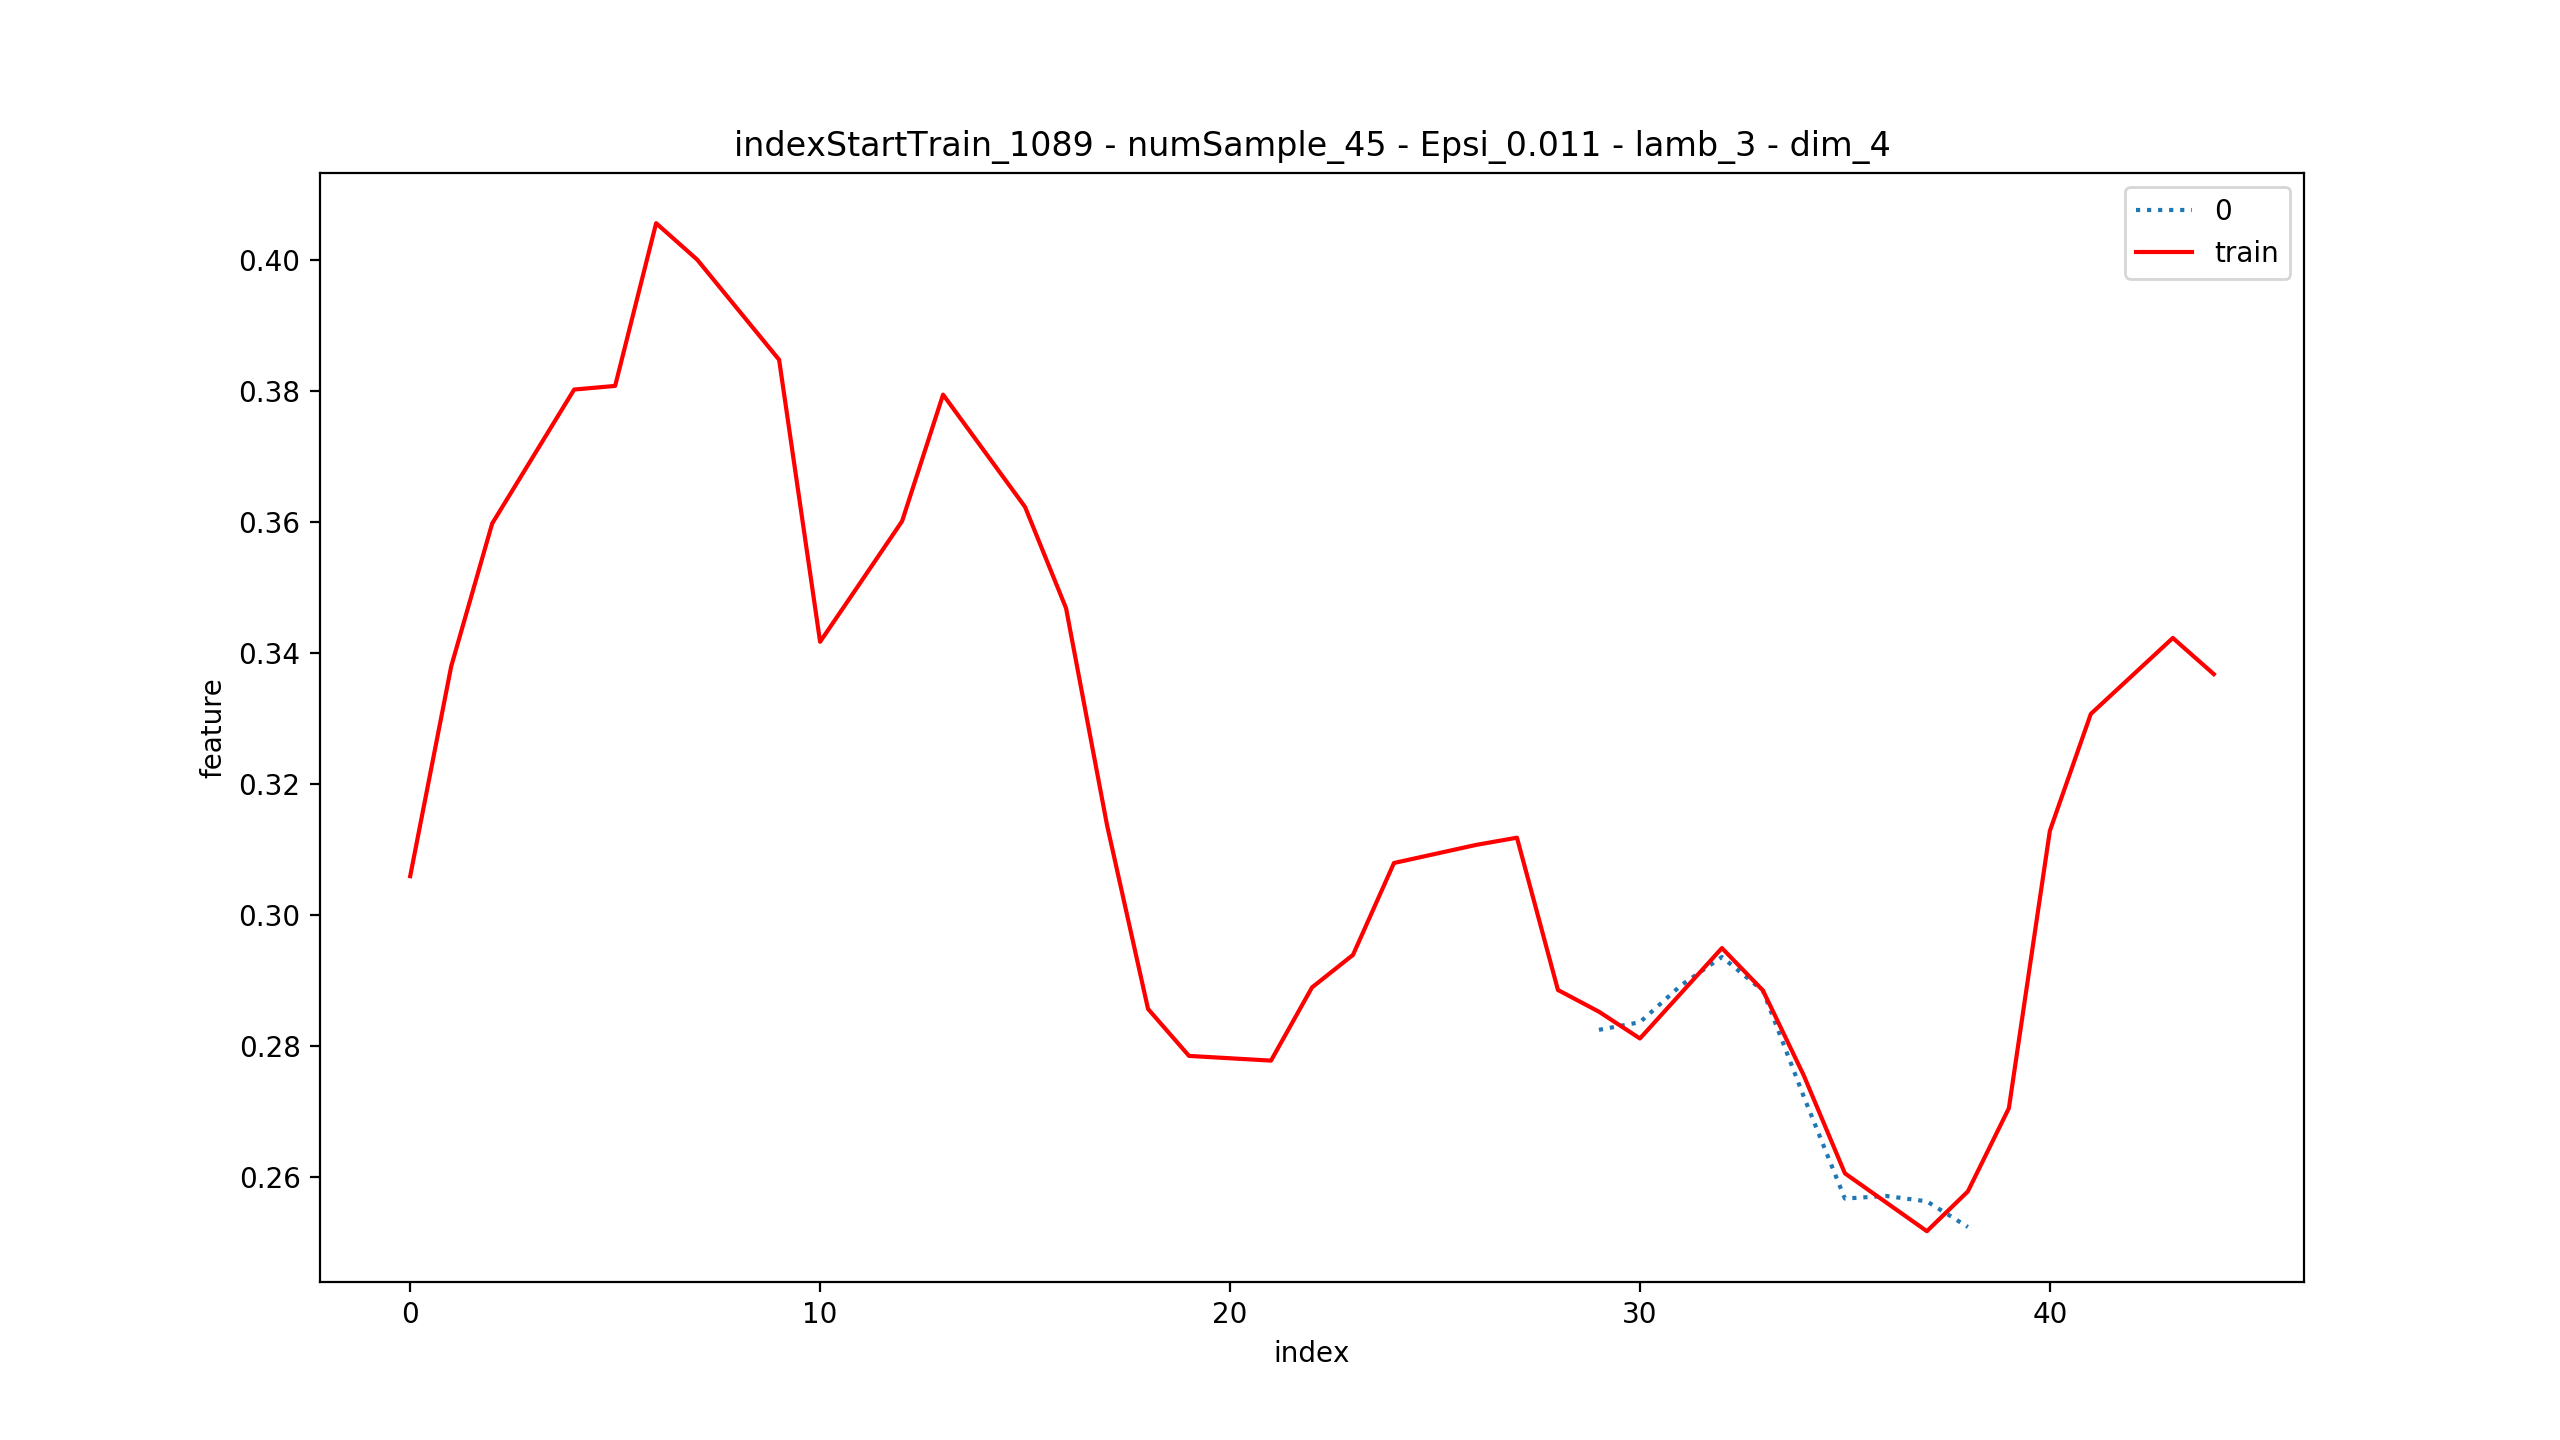 indexStartTrain_1089 - numSample_45 - Epsi_0.011 - lamb_3 - dim_4
0
train
0.40
0.38
0.36
0.34
0.32
0.30
0.28
0.26
feature
0 10 20 30 40
index